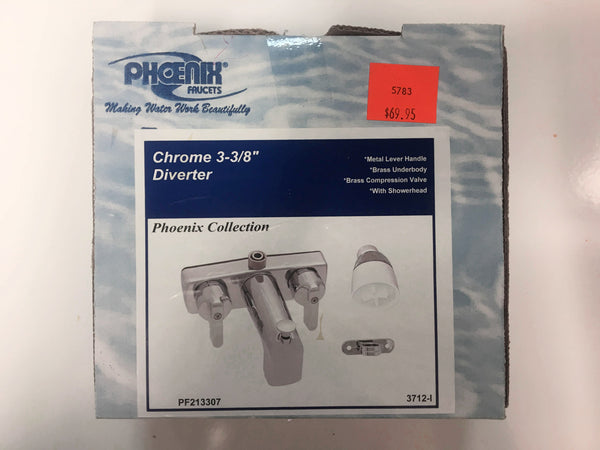 PHOENIX®
FAUCETS
Making Water Work Beautifully
5783
$69.95
Chrome 3-3/8"
Diverter
*Metal Lever Handle
*Brass Underbody
*Brass Compression Valve
*With Showerhead
Phoenix Collection
PF213307
3712-I